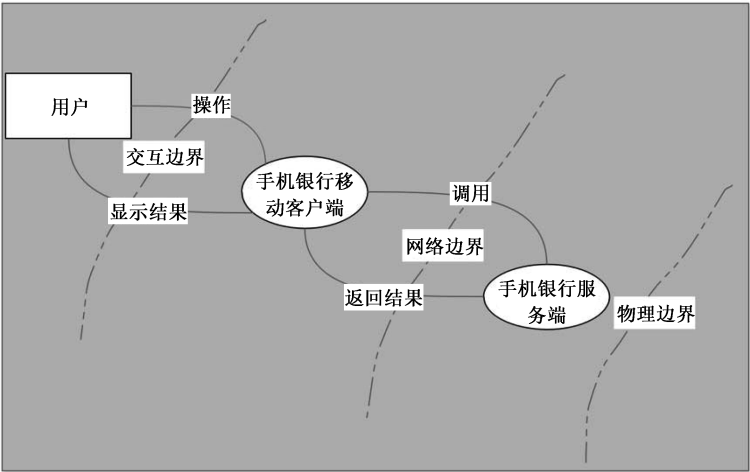 用户
操作
交互边界
显示结果
手机银行移
动客户端
调用
网络边界
返回结果
手机银行服
务端
物理边界